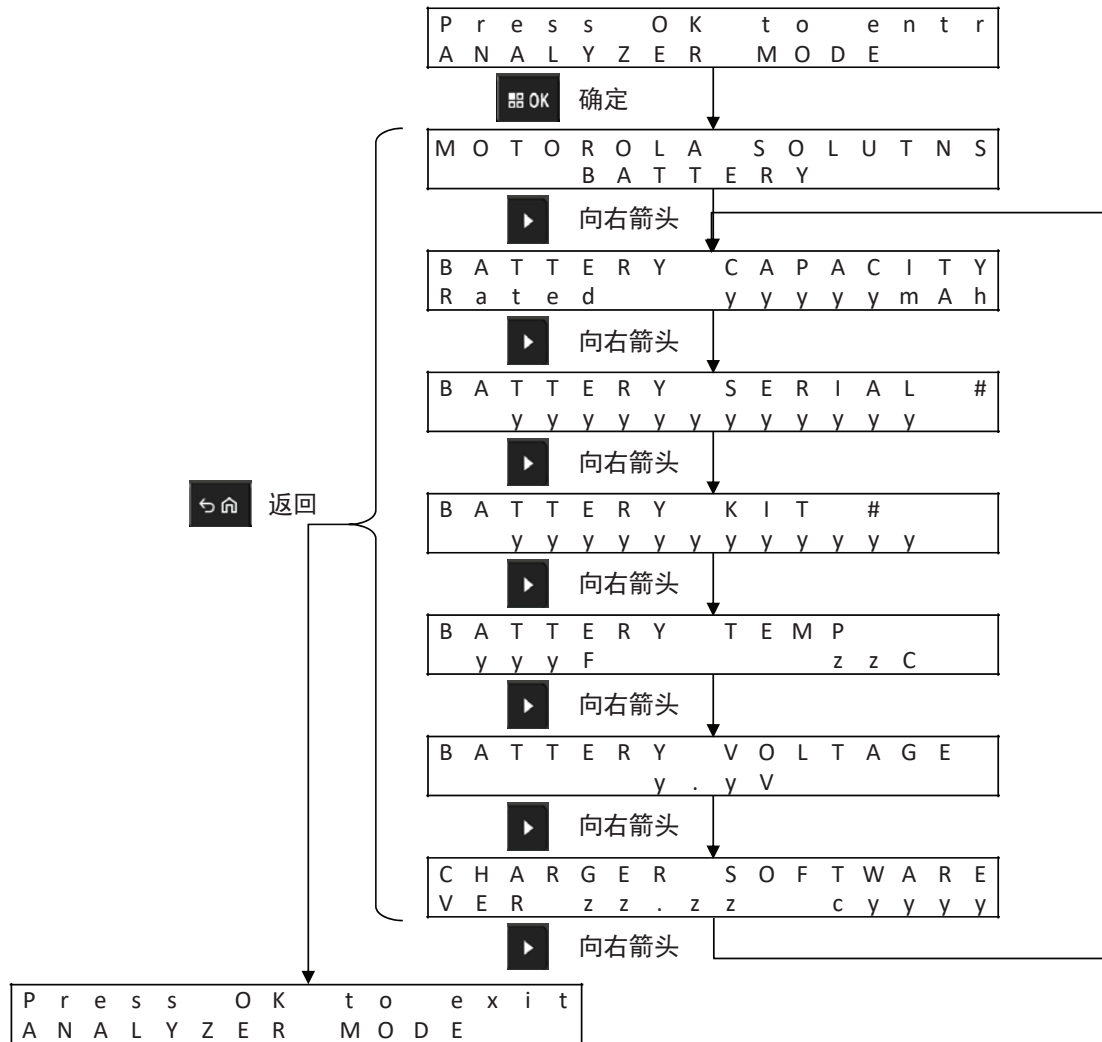 Press OK to entr
ANALYZER MODE
OK 确定
MOTOROLA SOLUTNS
BATTERY
向右箭头
BATTERY CAPACITY
Rated yyyyymAh
向右箭头
BATTERY SERIAL #
yyyyyyyyyyyy
向右箭头
返回
BATTERY KIT #
yyyyyyyyyyyy
向右箭头
BATTERY TEMP
yyyF zzC
向右箭头
BATTERY VOLTAGE
y.yV
向右箭头
CHARGER SOFTWARE
VER zz.zz cyyyy
向右箭头
Press OK to exit
ANALYZER MODE